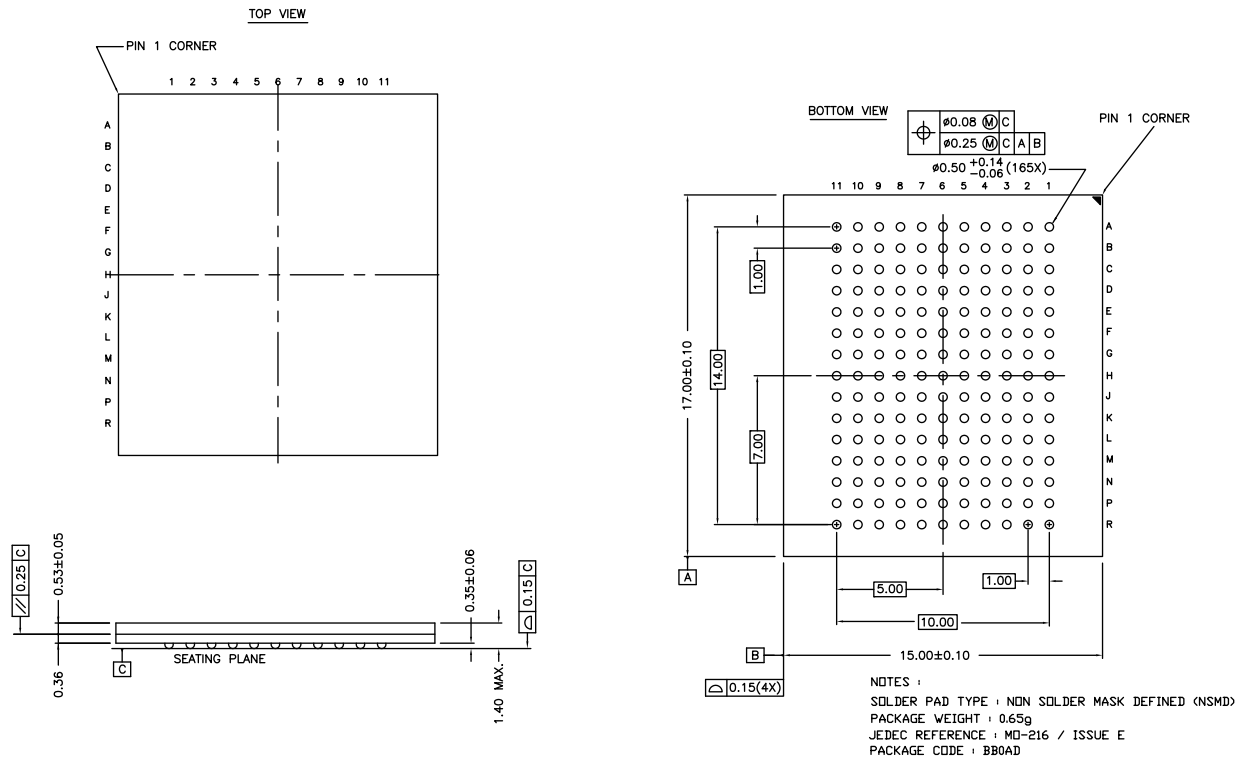 TOP VIEW
PIN 1 CORNER
1 2 3 4 5 6 7 8 9 10 11
A
B
C
D
E
F
G
H
J
K
L
M
N
P
R
// 0.25 C
0.53±0.05
0.36
C
SEATING PLANE
0.35±0.06
0.15 C
1.40 MAX.
BOTTOM VIEW
ø0.08 Ⓜ C
ø0.25 Ⓜ C A B
ø0.50 +0.14 -0.06 (165X)
PIN 1 CORNER
11 10 9 8 7 6 5 4 3 2 1
A
B
C
D
E
F
G
H
J
K
L
M
N
P
R
1.00
17.00±0.10
14.00
7.00
A
5.00
1.00
10.00
B
15.00±0.10
0.15(4X)
NOTES :
SOLDER PAD TYPE : NON SOLDER MASK DEFINED (NSMD)
PACKAGE WEIGHT : 0.65g
JEDEC REFERENCE : MO-216 / ISSUE E
PACKAGE CODE : BB0AD